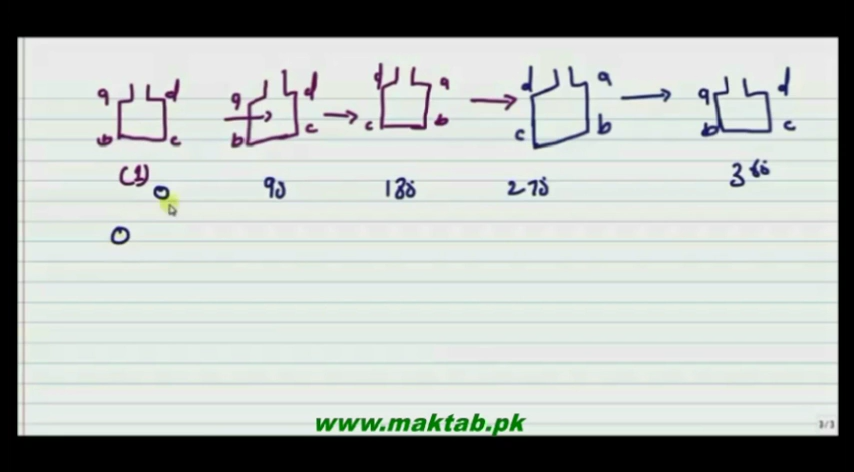 a d a d d a d a a d
b c b c c b c b b c
(1)
0 90 180 270 360
0
www.maktab.pk
3/3